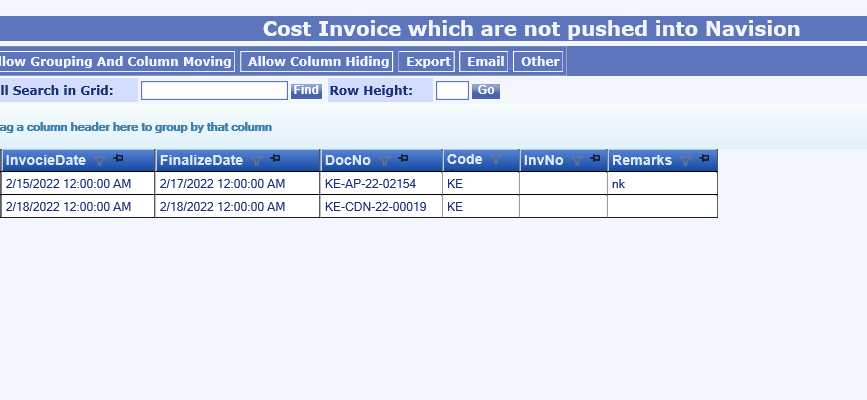 Cost Invoice which are not pushed into Navision
llow Grouping And Column Moving Allow Column Hiding Export Email Other
ll Search in Grid: Find Row Height: Go
ag a column header here to group by that column
InvocieDate FinalizeDate DocNo Code InvNo Remarks
2/15/2022 12:00:00 AM 2/17/2022 12:00:00 AM KE-AP-22-02154 KE nk
2/18/2022 12:00:00 AM 2/18/2022 12:00:00 AM KE-CDN-22-00019 KE